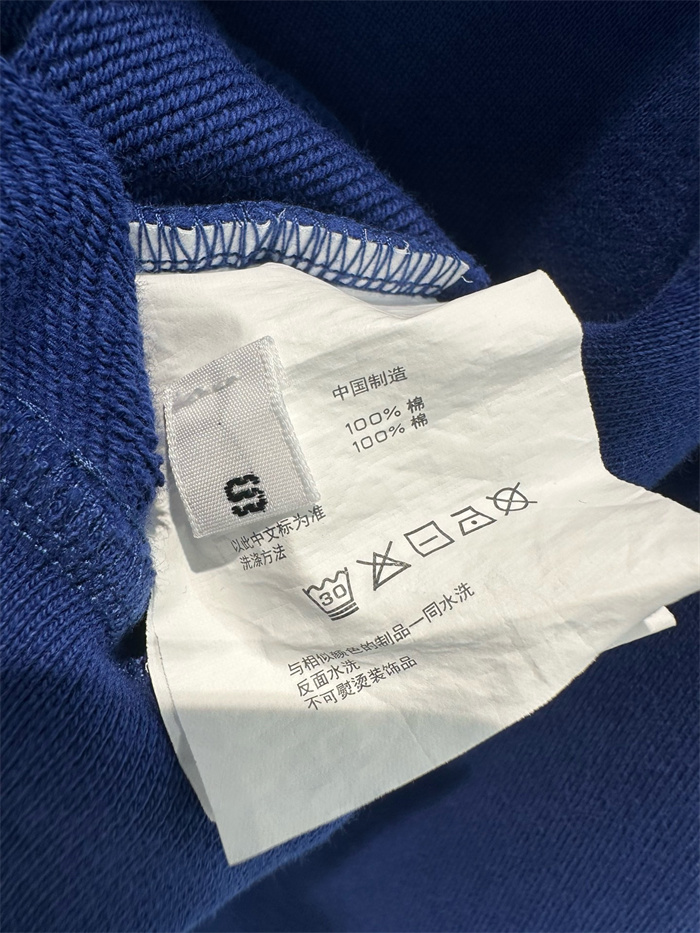 中国制造
100% 棉
100% 棉
以此中文标为准
洗涤方法
30
与相似颜色的制品一同水洗
反面水洗
不可熨烫装饰品